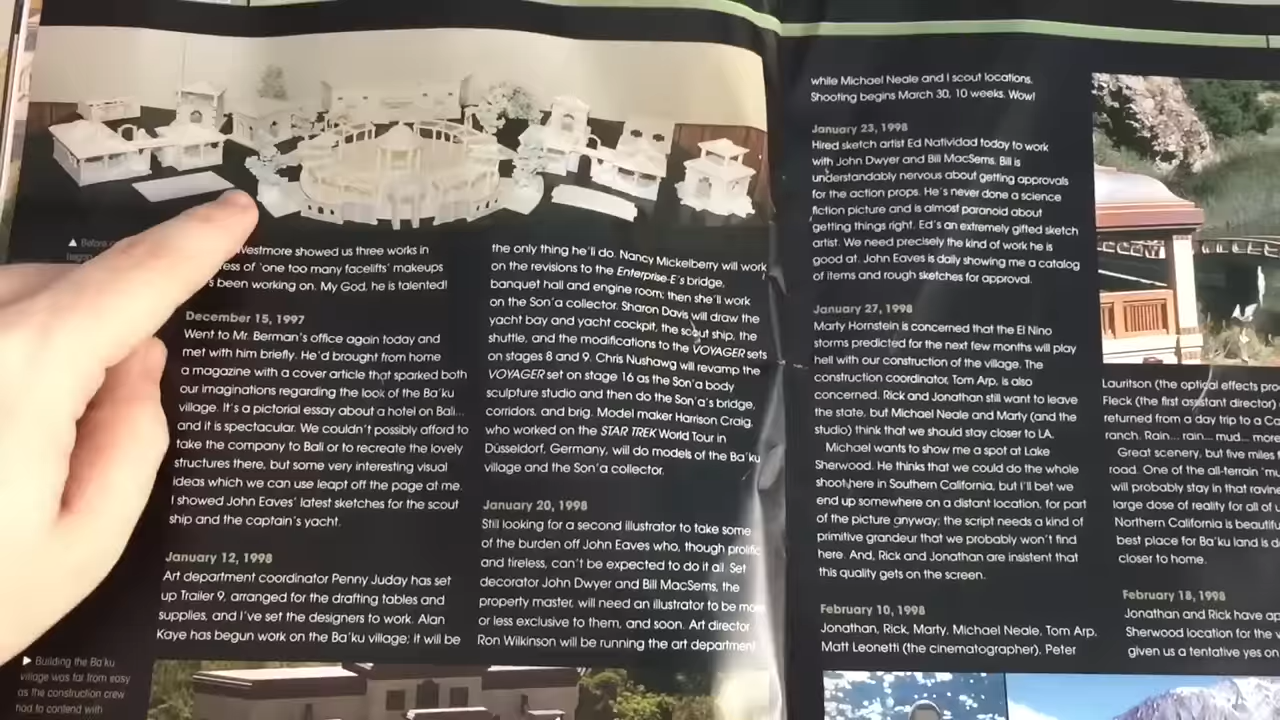 ▲ Before
Westmore showed us three works in
of 'one too many facelifts' makeups
been working on. My God, he is talented!
December 15, 1997
Went to Mr. Berman's office again today and
met with him briefly. He'd brought from home
a magazine with a cover article that sparked both
our imaginations regarding the look of the Ba'ku
village. It's a pictorial essay about a hotel on Bali...
and it is spectacular. We couldn't possibly afford to
take the company to Bali or to recreate the lovely
structures there, but some very interesting visual
ideas which we can use leapt off the page at me.
I showed John Eaves' latest sketches for the scout
ship and the captain's yacht.
January 12, 1998
Art department coordinator Penny Juday has set
up Trailer 9, arranged for the drafting tables and
supplies, and I've set the designers to work. Alan
Kaye has begun work on the Ba'ku village; it will be
▶ Building the Ba'ku
village was far from easy
as the construction crew
had to contend with
the only thing he'll do. Nancy Mickelberry will work
on the revisions to the Enterprise-E's bridge,
banquet hall and engine room; then she'll work
on the Son'a collector. Sharon Davis will draw the
yacht bay and yacht cockpit, the scout ship, the
shuttle, and the modifications to the VOYAGER sets
on stages 8 and 9. Chris Nushawg will revamp the
VOYAGER set on stage 16 as the Son'a body
sculpture studio and then do the Son'a's bridge,
corridors, and brig. Model maker Harrison Craig,
who worked on the STAR TREK World Tour in
Düsseldorf, Germany, will do models of the Ba'ku
village and the Son'a collector.
January 20, 1998
Still looking for a second illustrator to take some
of the burden off John Eaves who, though prolific
and tireless, can't be expected to do it all. Set
decorator John Dwyer and Bill MacSems, the
property master, will need an illustrator to be more
or less exclusive to them, and soon. Art director
Ron Wilkinson will be running the art department
while Michael Neale and I scout locations.
Shooting begins March 30, 10 weeks. Wow!
January 23, 1998
Hired sketch artist Ed Natividad today to work
with John Dwyer and Bill MacSems. Bill is
understandably nervous about getting approvals
for the action props. He's never done a science
fiction picture and is almost paranoid about
getting things right. Ed's an extremely gifted sketch
artist. We need precisely the kind of work he is
good at. John Eaves is daily showing me a catalog
of items and rough sketches for approval.
January 27, 1998
Marty Hornstein is concerned that the El Nino
storms predicted for the next few months will play
hell with our construction of the village. The
construction coordinator, Tom Arp, is also
concerned. Rick and Jonathan still want to leave
the state, but Michael Neale and Marty (and the
studio) think that we should stay closer to LA.
Michael wants to show me a spot at Lake
Sherwood. He thinks that we could do the whole
shoot here in Southern California, but I'll bet we
end up somewhere on a distant location, for part
of the picture anyway; the script needs a kind of
primitive grandeur that we probably won't find
here. And, Rick and Jonathan are insistent that
this quality gets on the screen.
February 10, 1998
Jonathan, Rick, Marty, Michael Neale, Tom Arp,
Matt Leonetti (the cinematographer), Peter
Lauritson (the optical effects pro
Fleck (the first assistant director)
returned from a day trip to a Ca
ranch. Rain... rain... mud... more
Great scenery, but five miles
road. One of the all-terrain 'mu
will probably stay in that ravine
large dose of reality for all of
Northern California is beautifu
best place for Ba'ku land is d
closer to home.
February 18, 1998
Jonathan and Rick have ap
Sherwood location for the
given us a tentative yes on